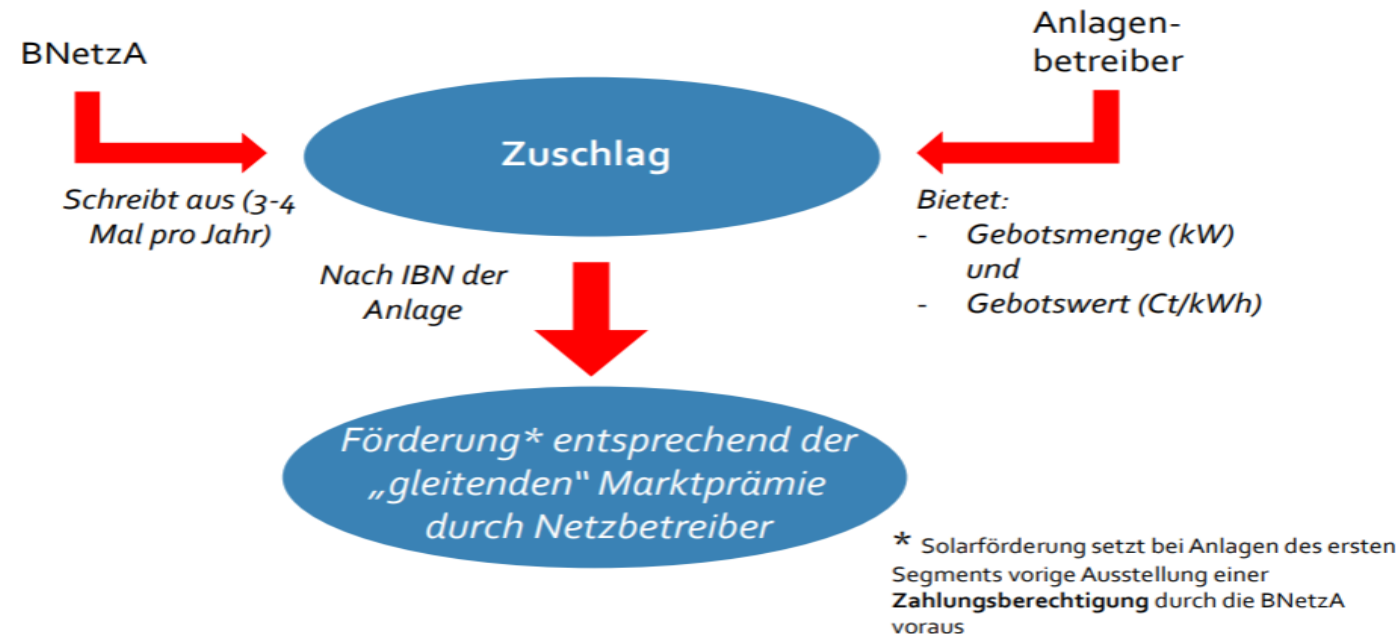 BNetzA
Anlagen-
betreiber
Zuschlag
Schreibt aus (3-4
Mal pro Jahr)
Bietet:
- Gebotsmenge (kW)
und
- Gebotswert (Ct/kWh)
Nach IBN der
Anlage
Förderung* entsprechend der
„gleitenden“ Marktprämie
durch Netzbetreiber
* Solarförderung setzt bei Anlagen des ersten
Segments vorige Ausstellung einer
Zahlungsberechtigung durch die BNetzA
voraus